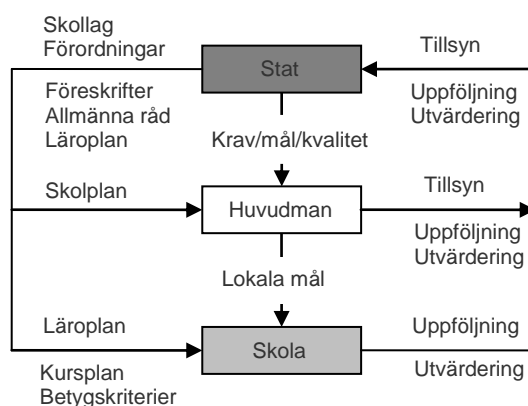 Skollag
Förordningar
Stat
Tillsyn
Föreskrifter
Allmänna råd
Läroplan
Uppföljning
Utvärdering
Krav/mål/kvalitet
Skolplan
Huvudman
Tillsyn
Uppföljning
Utvärdering
Lokala mål
Läroplan
Skola
Uppföljning
Kursplan
Betygskriterier
Utvärdering